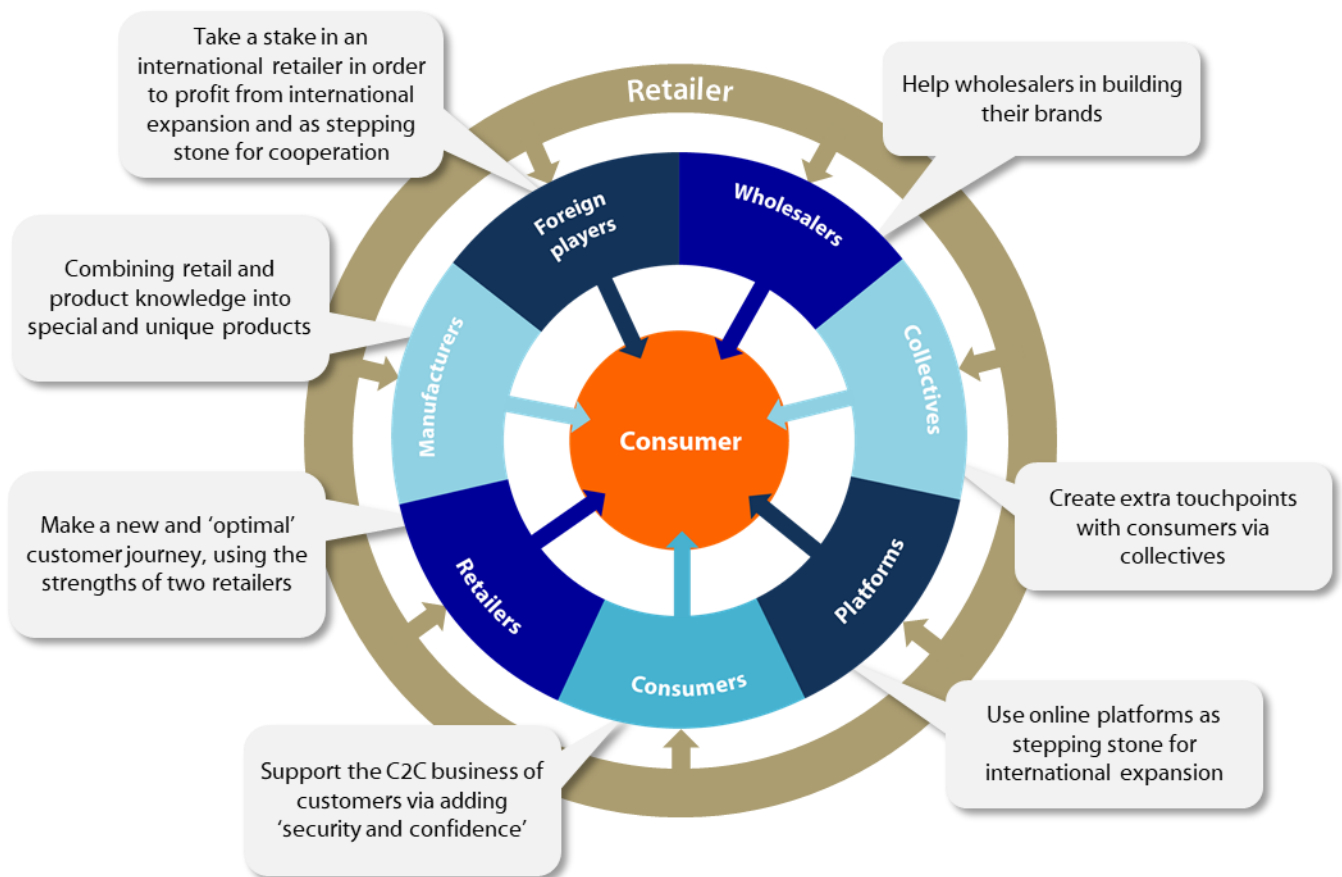 Take a stake in an
international retailer in order
to profit from international
expansion and as stepping
stone for cooperation
Retailer
Help wholesalers in building
their brands
Foreign
players
Wholesalers
Combining retail and
product knowledge into
special and unique products
Manufacturers
Collectives
Consumer
Make a new and ‘optimal’
customer journey, using the
strengths of two retailers
Create extra touchpoints
with consumers via
collectives
Retailers
Platforms
Consumers
Use online platforms as
stepping stone for
international expansion
Support the C2C business of
customers via adding
‘security and confidence’